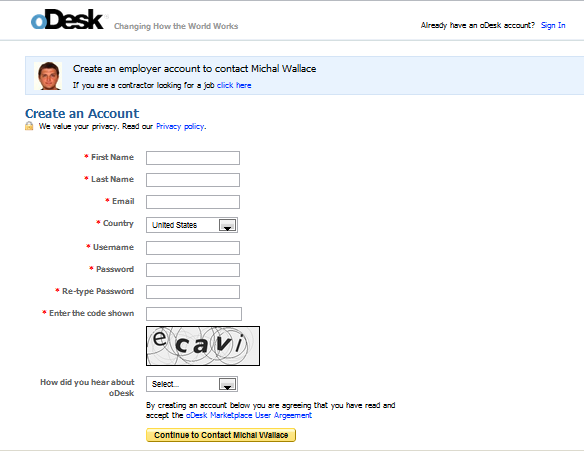 oDesk Changing How the World Works
Already have an oDesk account? Sign In
Create an employer account to contact Michal Wallace
If you are a contractor looking for a job click here
Create an Account
We value your privacy. Read our Privacy policy.
* First Name
* Last Name
* Email
* Country United States
* Username
* Password
* Re-type Password
* Enter the code shown
ecavi
How did you hear about Select...
oDesk
By creating an account below you are agreeing that you have read and
accept the oDesk Marketplace User Argeement
Continue to Contact Michal Wallace